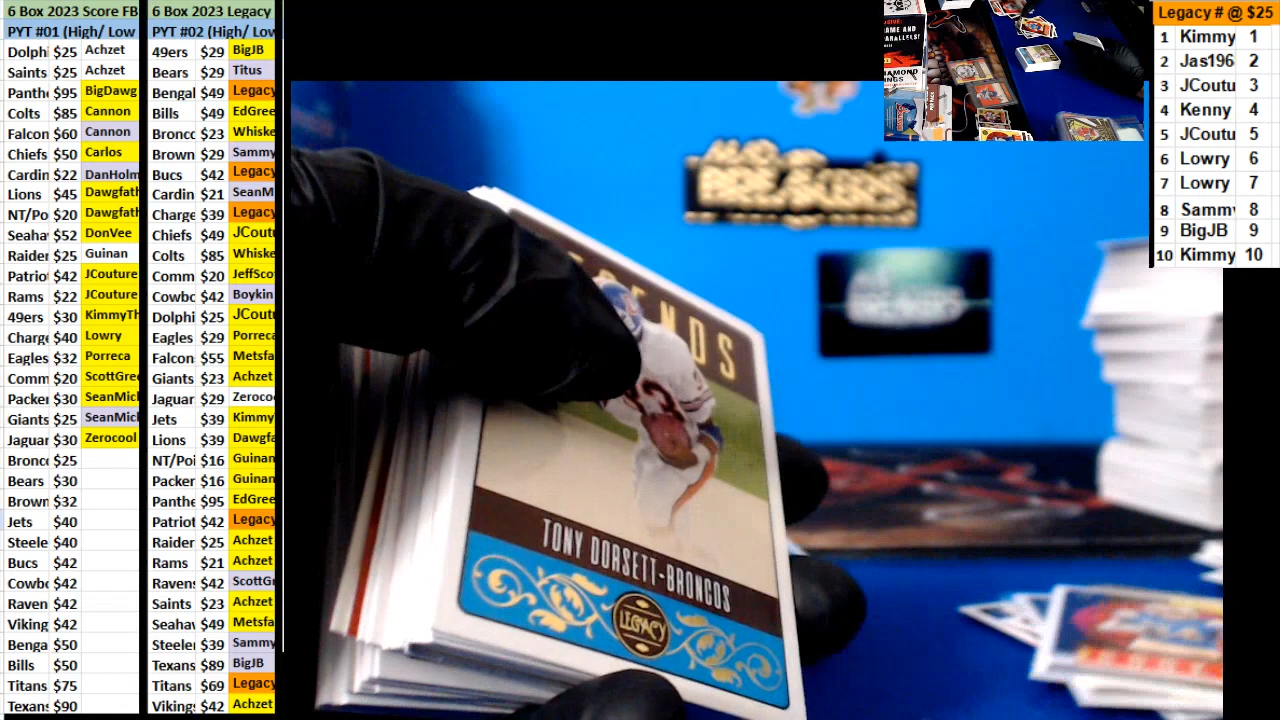 6 Box 2023 Score FB
PYT #01 (High/ Low
Dolphi $25 Achzet
Saints $25 Achzet
Panthe $95 BigDawg
Colts $85 Cannon
Falcon $60 Cannon
Chiefs $50 Carlos
Cardin $22 DanHolm
Lions $45 Dawgfath
NT/Po $20 Dawgfath
Seaha $52 DonVee
Raider $25 Guinan
Patriot $42 JCouture
Rams $22 JCouture
49ers $30 KimmyTh
Charge $40 Lowry
Eagles $32 Porreca
Comm $20 ScottGree
Packer $30 SeanMich
Giants $25 SeanMich
Jaguar $30 Zerocool
Bronc $25
Bears $30
Brown $32
Jets $40
Steele $40
Bucs $42
Cowb $42
Raven $42
Viking $42
Benga $50
Bills $50
Titans $75
Texans $90
6 Box 2023 Legacy
PYT #02 (High/ Low
49ers $29 BigJB
Bears $29 Titus
Bengal $49 Legacy
Bills $49 EdGree
Bronco $23 Whiske
Brown $29 Sammy
Bucs $42 Legacy
Cardin $21 SeanM
Charge $39 Legacy
Chiefs $49 JCoutu
Colts $85 Whiske
Comm $20 JeffSco
Cowbo $42 Boykin
Dolphi $25 JCoutu
Eagles $29 Porreca
Falcon $55 Metsfa
Giants $23 Achzet
Jaguar $29 Zeroco
Jets $39 Kimmy
Lions $39 Dawgfa
NT/Poi $16 Guinan
Packer $16 Guinan
Panthe $95 EdGree
Patriot $42 Legacy
Raider $25 Achzet
Rams $21 Achzet
Ravens $42 ScottGr
Saints $23 Achzet
Seahav $49 Metsfa
Steeler $39 Sammy
Texans $89 BigJB
Titans $69 Legacy
Viking $42 Achzet
BREAKERS
TONY DORSETT-BRONCOS
LEGACY
Legacy # @ $25
1 Kimmy 1
2 Jas196 2
3 JCoutu 3
4 Kenny 4
5 JCoutu 5
6 Lowry 6
7 Lowry 7
8 Samm 8
9 BigJB 9
10 Kimmy 10